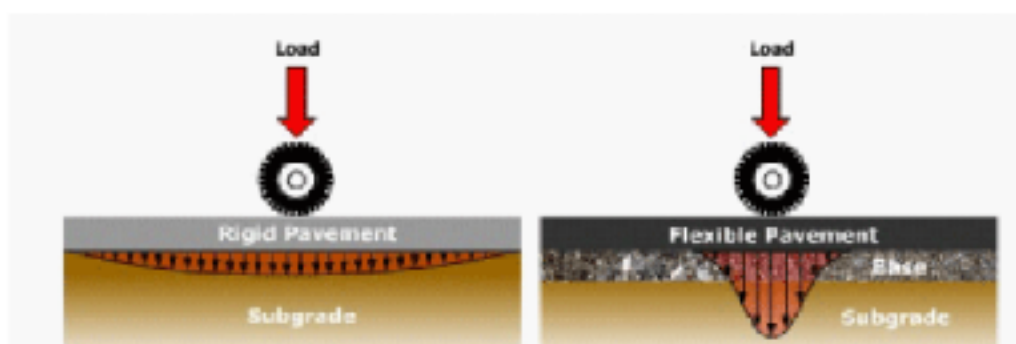 Load
Load
Rigid Pavement
Flexible Pavement
Base
Subgrade
Subgrade